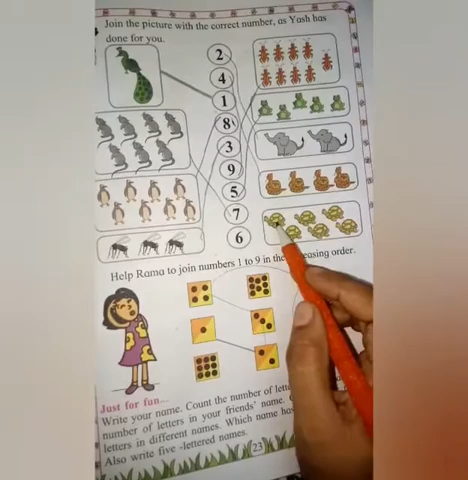 Join the picture with the correct number, as Yash has
done for you.
2
4
1
8
3
9
5
7
6
Help Rama to join numbers 1 to 9 in the easing order.
Just for fun...
Write your name. Count the number of
number of letters in your friends' name.
letters in different names. Which name
Also write five -lettered names.
23